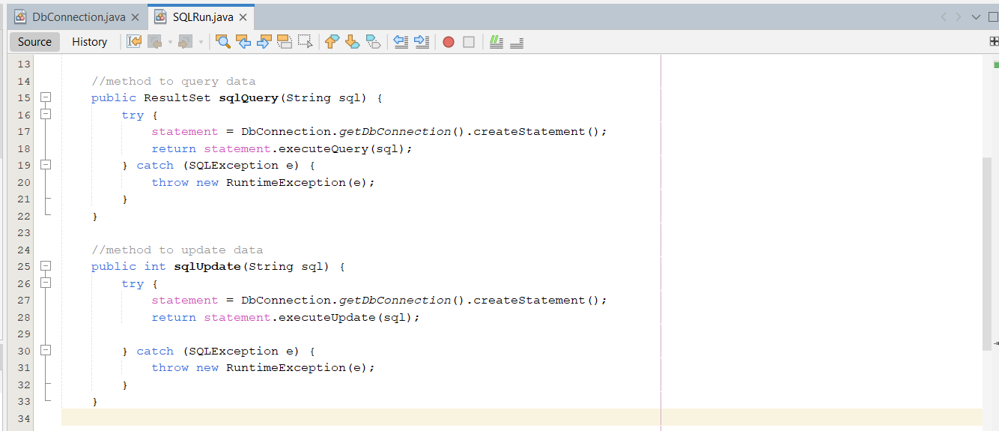 DbConnection.java SQLRun.java
Source History
13
14 //method to query data
15 public ResultSet sqlQuery(String sql) {
16 try {
17 statement = DbConnection.getDbConnection().createStatement();
18 return statement.executeQuery(sql);
19 } catch (SQLException e) {
20 throw new RuntimeException(e);
21 }
22 }
23
24 //method to update data
25 public int sqlUpdate(String sql) {
26 try {
27 statement = DbConnection.getDbConnection().createStatement();
28 return statement.executeUpdate(sql);
29
30 } catch (SQLException e) {
31 throw new RuntimeException(e);
32 }
33 }
34